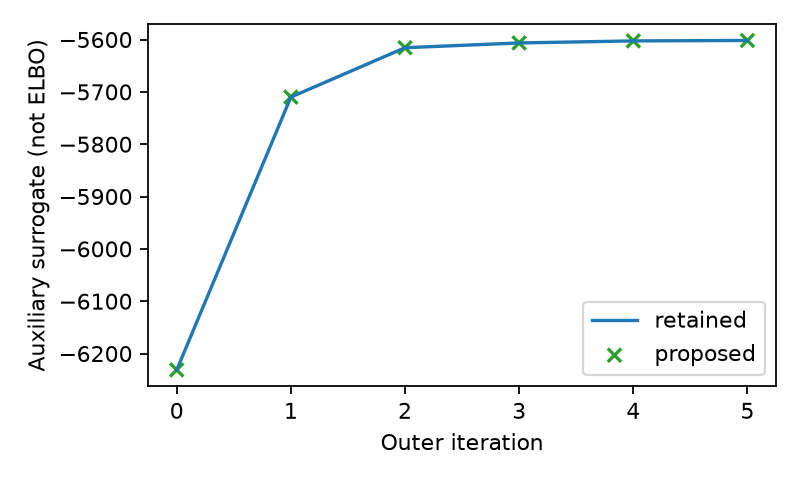 Auxiliary surrogate (not ELBO)
−5600
−5700
−5800
−5900
−6000
−6100
−6200
retained
proposed
0 1 2 3 4 5
Outer iteration